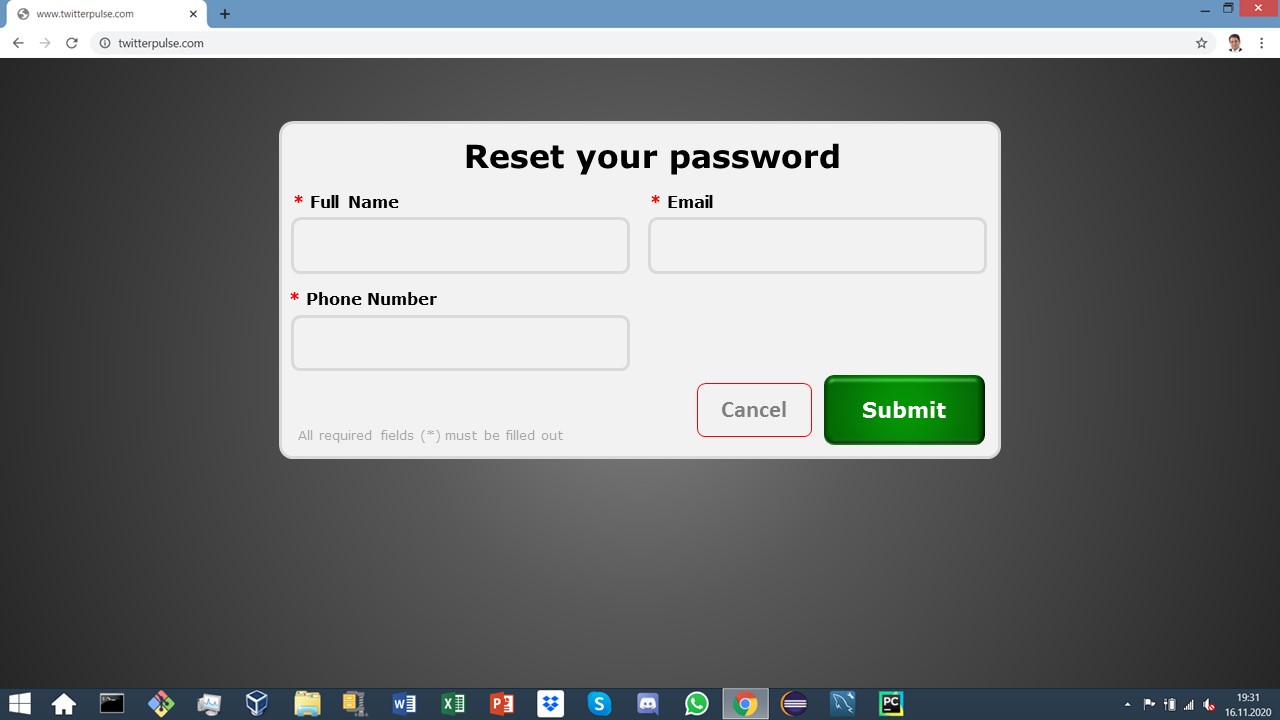 www.twitterpulse.com
twitterpulse.com
Reset your password
* Full Name
* Email
* Phone Number
Cancel
Submit
All required fields (*) must be filled out
19:31
16.11.2020